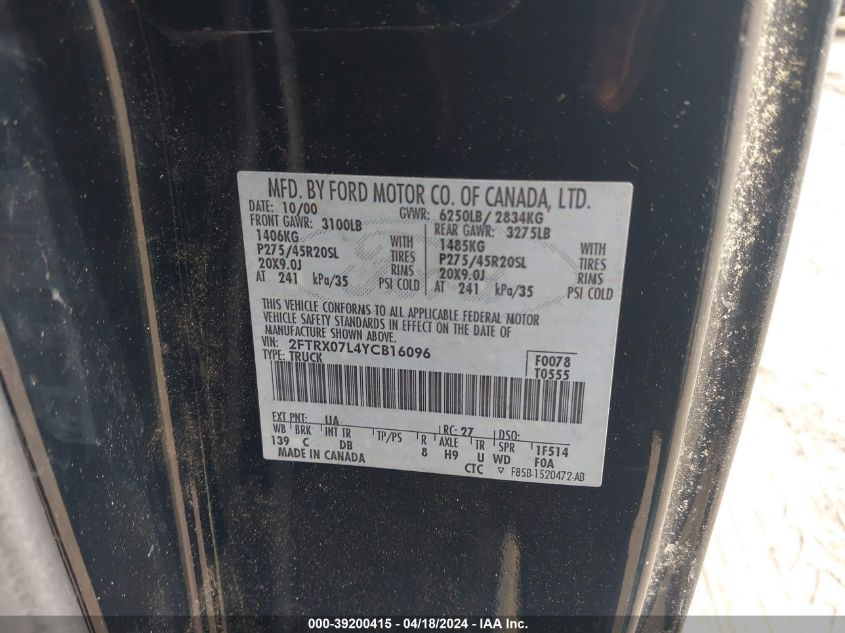 MFD. BY FORD MOTOR CO. OF CANADA, LTD.
DATE: 10/00 GVWR: 6250LB/ 2834KG
FRONT GAWR: 3100LB REAR GAWR: 3275LB
1406KG WITH 1485KG WITH
P275/45R20SL TIRES P275/45R20SL TIRES
20X9.0J RIMS 20X9.0J RIMS
AT 241 kPa/35 PSI COLD AT 241 kPa/35 PSI COLD
THIS VEHICLE CONFORMS TO ALL APPLICABLE FEDERAL MOTOR
VEHICLE SAFETY STANDARDS IN EFFECT ON THE DATE OF
MANUFACTURE SHOWN ABOVE.
VIN: 2FTRX07L4YCB16096 F0078
TYPE: TRUCK T0555
EXT PNT: UA RC: 27 DSO:
WB BRK INT TR TP/PS R AXLE TR SPR 1F514
139 C DB 8 H9 U WD F0A
MADE IN CANADA CTC ▽ F85B-1520472-AB
000-39200415 - 04/18/2024 - IAA Inc.